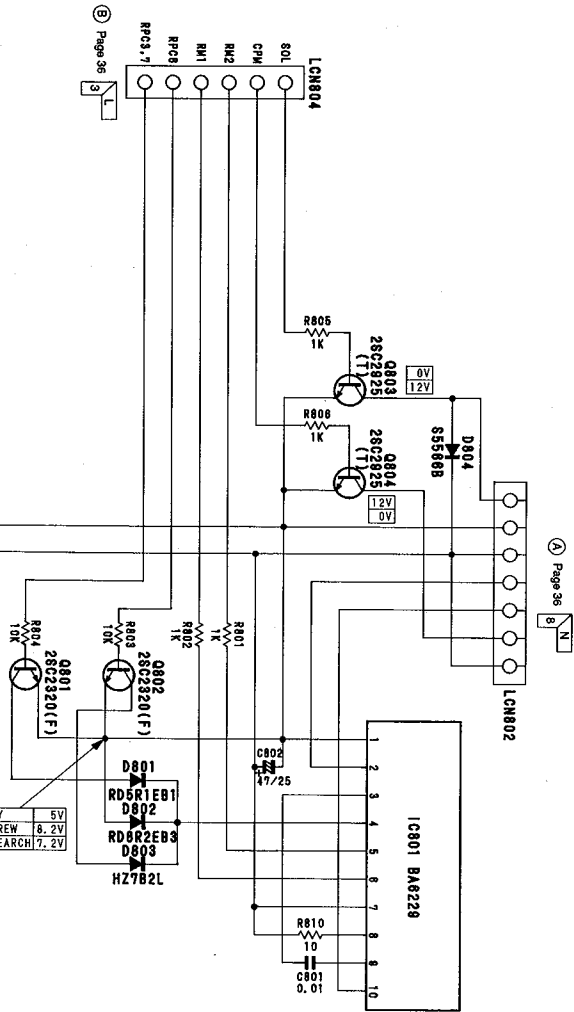 LCN804
SOL
CPM
RM2
RM1
RPC8
RPC3,7
B Page 36
L
3
R805
1K
Q803
2SC2925
(T)
0V
12V
R806
1K
Q804
2SC2925
(T)
12V
0V
D804
S5566B
A Page 36
N
8
LCN802
R804
10K
Q801
2SC2320(F)
R803
10K
Q802
2SC2320(F)
R802
1K
R801
1K
C802
+
47/25
D801
RD5R1EB1
D802
RD8R2EB3
D803
HZ7B2L
Y 5V
REW 8.2V
EARCH 7.2V
IC801 BA6229
1
2
3
4
5
6
7
8
9
10
R810
10
C801
0.01